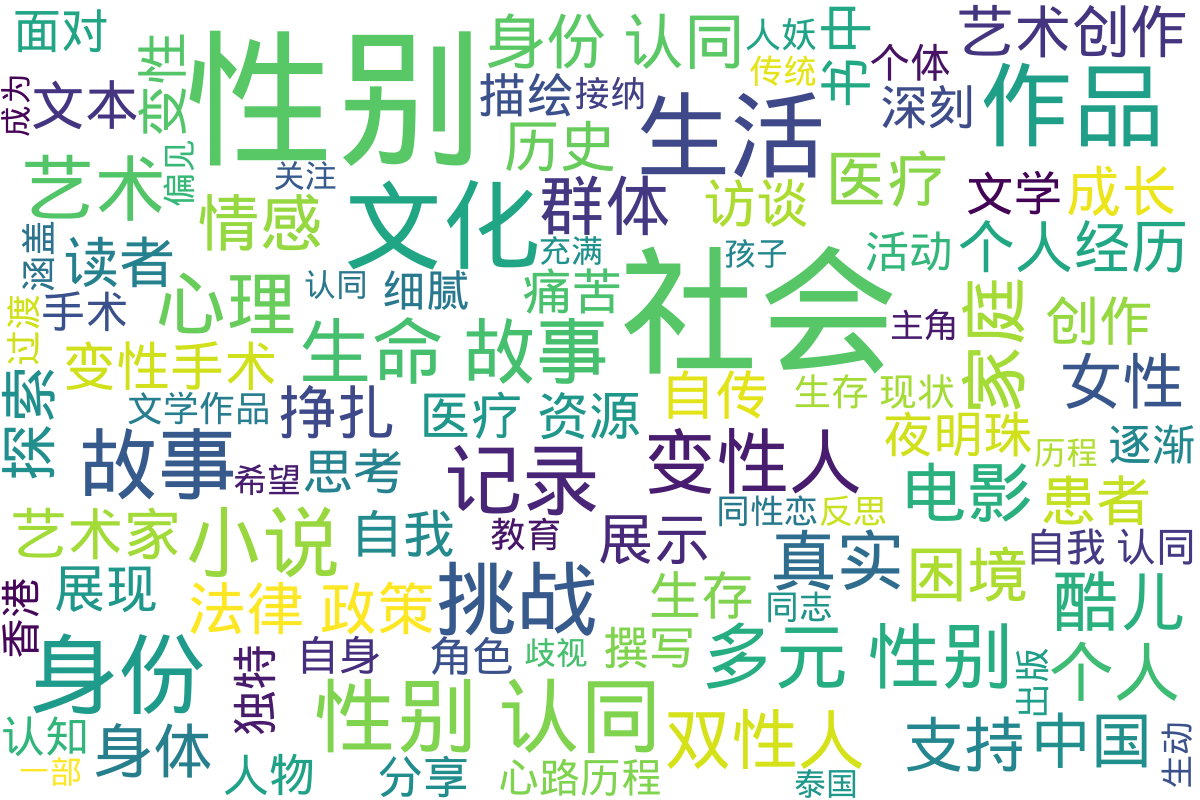 面对
性别
身份 认同
人妖
书中
艺术创作
变性
传统
个体
成为
文本
描绘
接纳
生活
深刻
作品
历史
艺术
偏见
关注
文化
群体
访谈
医疗
文学
成长
情感
涵盖
读者
充满
社会
孩子
活动
个人经历
心理
认同
细腻
痛苦
手术
过渡
家庭
创作
主角
生命 故事
变性手术
女性
探索
文学作品
挣扎
医疗 资源
自传
生存 现状
夜明珠
逐渐
故事
希望
思考
记录
变性人
历程
电影
患者
同性恋
反思
艺术家
小说
自我
教育
展示
真实
自我 认同
困境
香港
展现
法律 政策
挑战
生存
同志
酷儿
身份
独特
自身
角色
歧视
撰写
多元 性别
出版
个人
性别 认同
双性人
认知
身体
支持
中国
生动
一部
人物
分享
心路历程
泰国